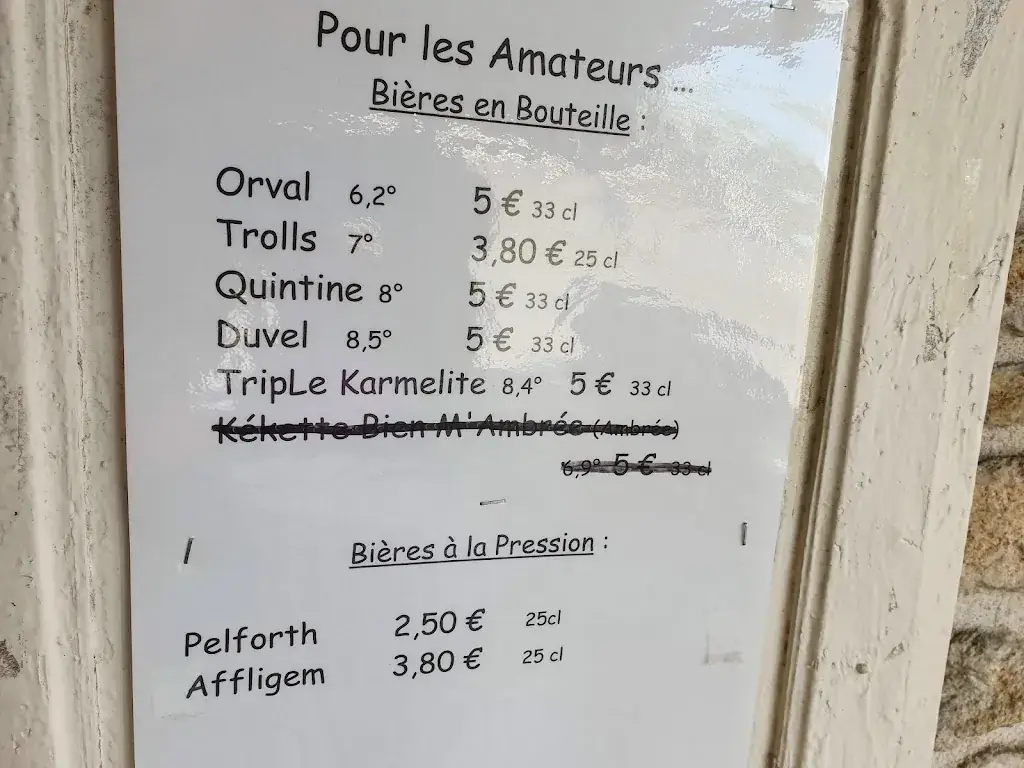 Pour les Amateurs ...
Bières en Bouteille :
Orval 6,2° 5 € 33 cl
Trolls 7° 3,80 € 25 cl
Quintine 8° 5 € 33 cl
Duvel 8,5° 5 € 33 cl
TripLe Karmelite 8,4° 5 € 33 cl
Kékette Bien M'Ambrée (Ambrée)
6,9° 5 € 33 cl
Bières à la Pression :
Pelforth 2,50 € 25cl
Affligem 3,80 € 25 cl